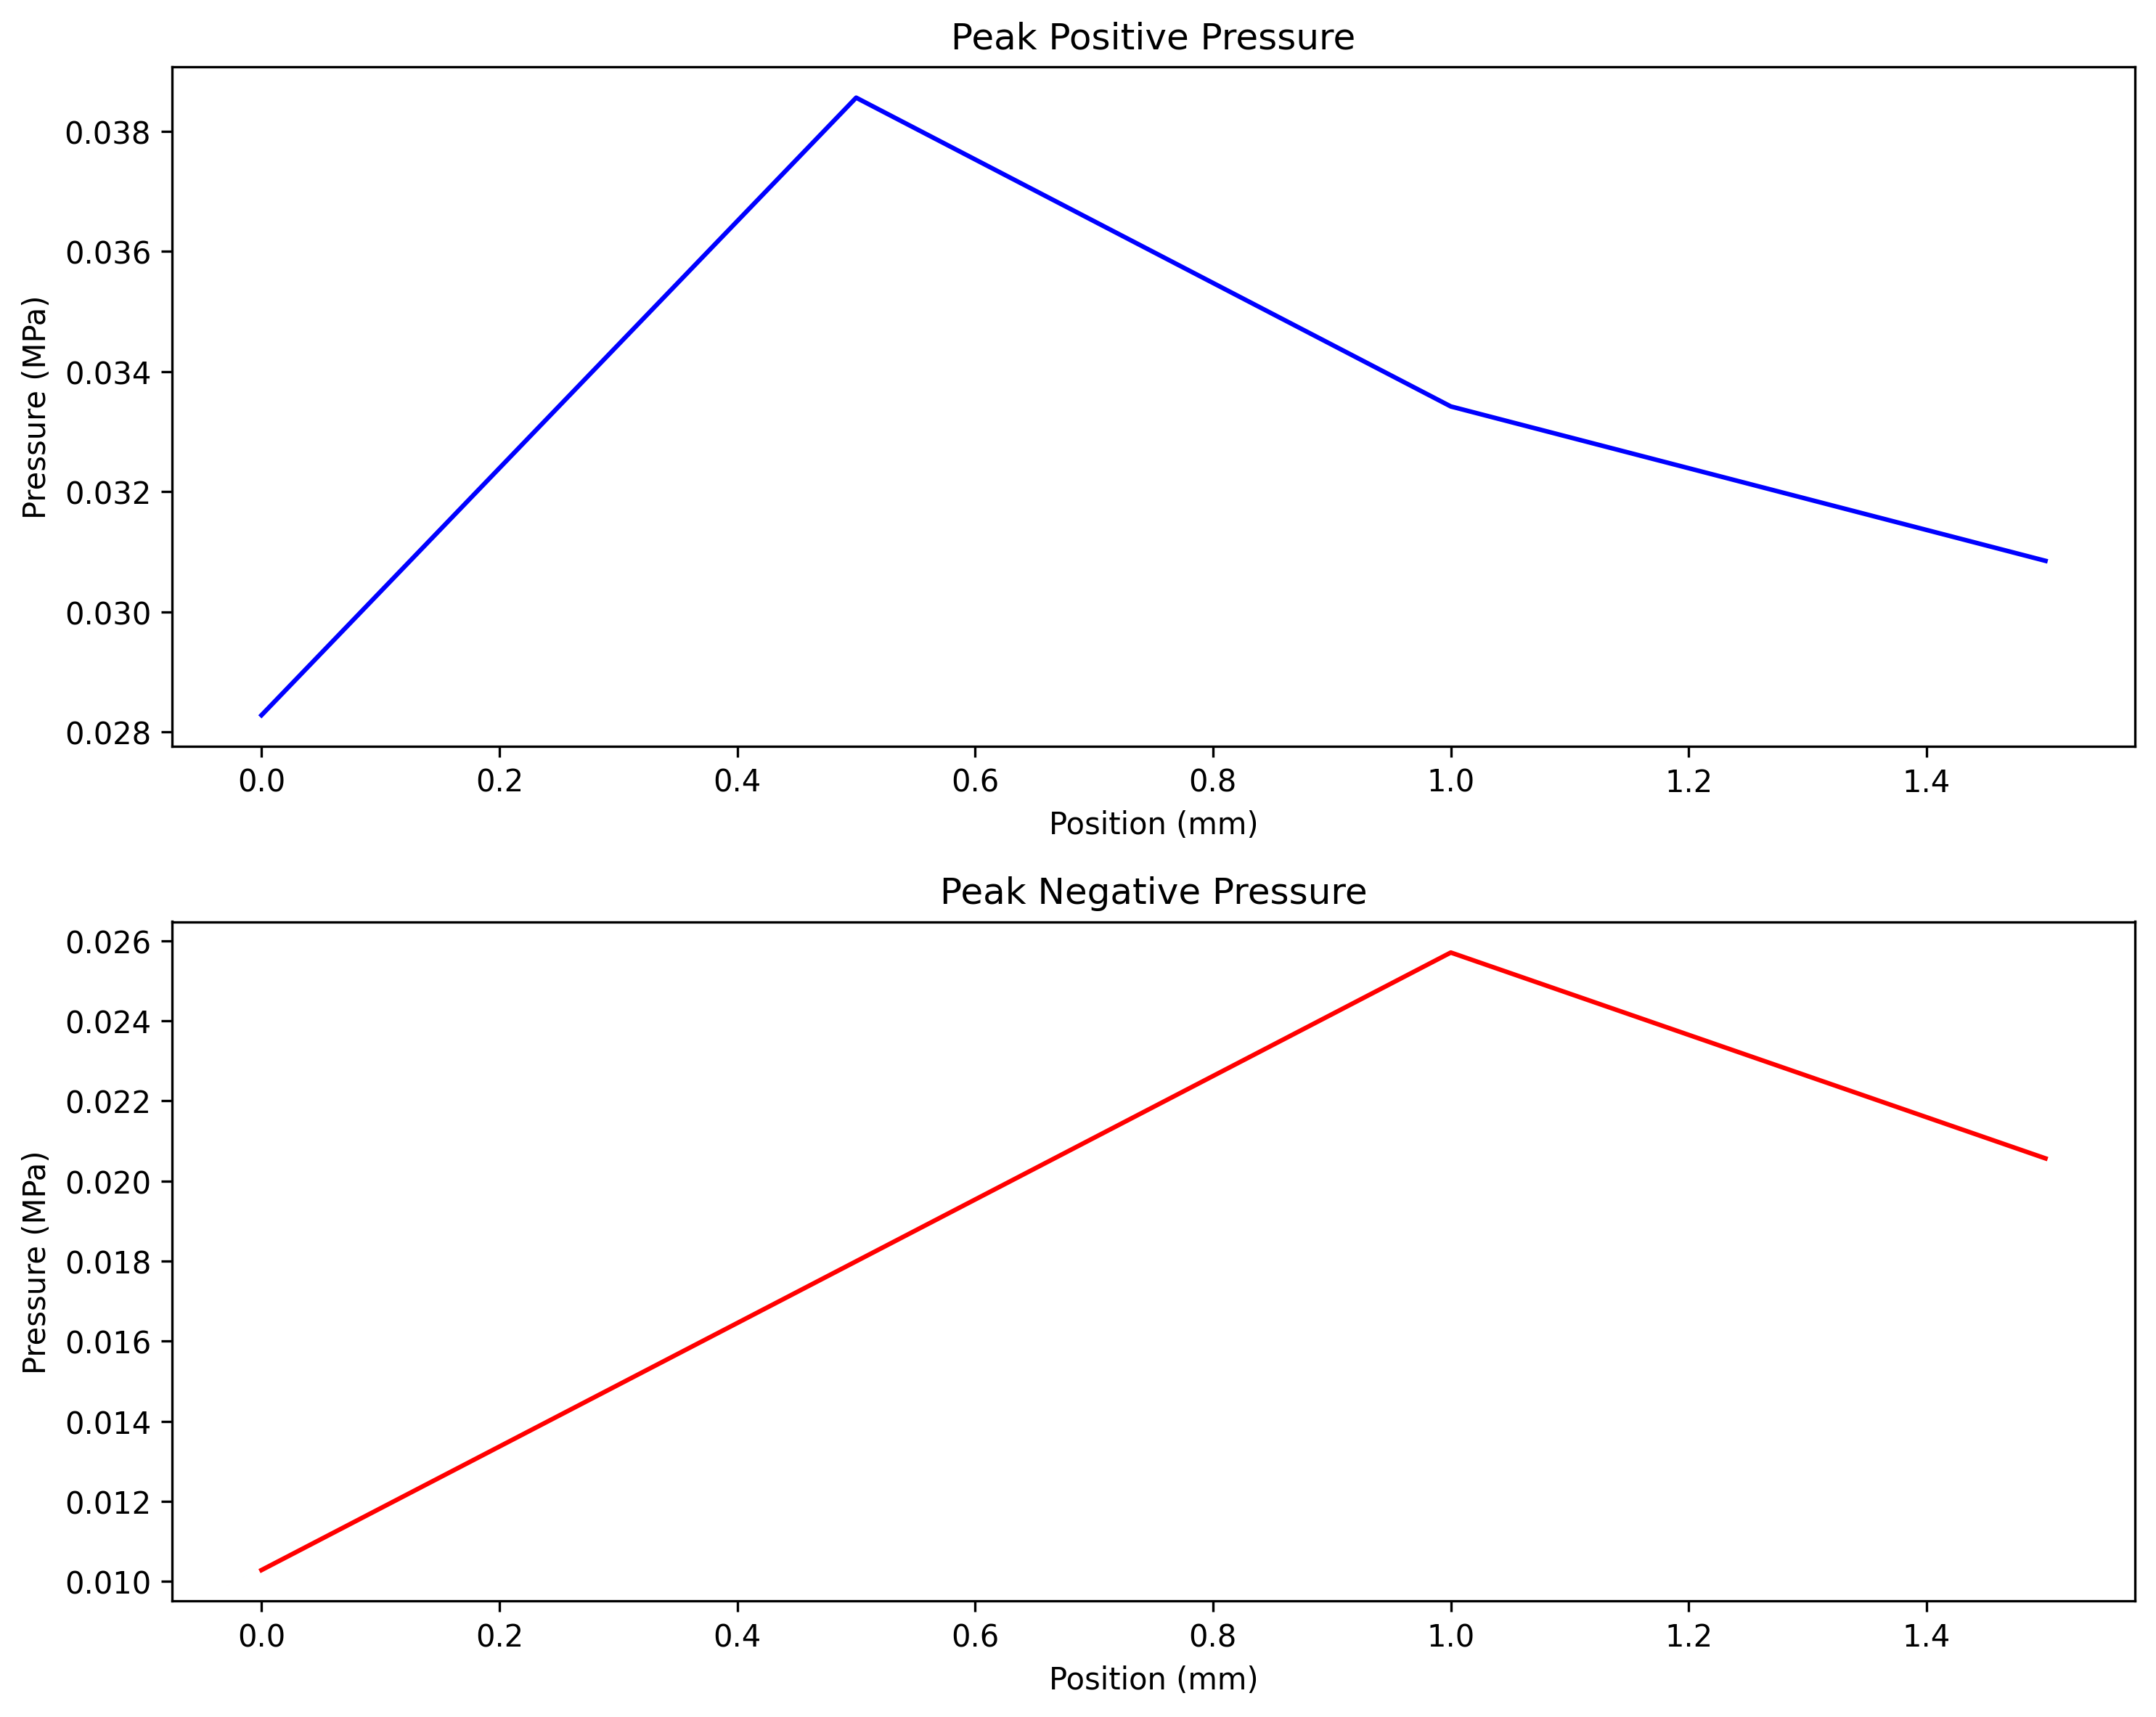 Peak Positive Pressure
Pressure (MPa)
0.038
0.036
0.034
0.032
0.030
0.028
0.0 0.2 0.4 0.6 0.8 1.0 1.2 1.4
Position (mm)
Peak Negative Pressure
Pressure (MPa)
0.026
0.024
0.022
0.020
0.018
0.016
0.014
0.012
0.010
0.0 0.2 0.4 0.6 0.8 1.0 1.2 1.4
Position (mm)